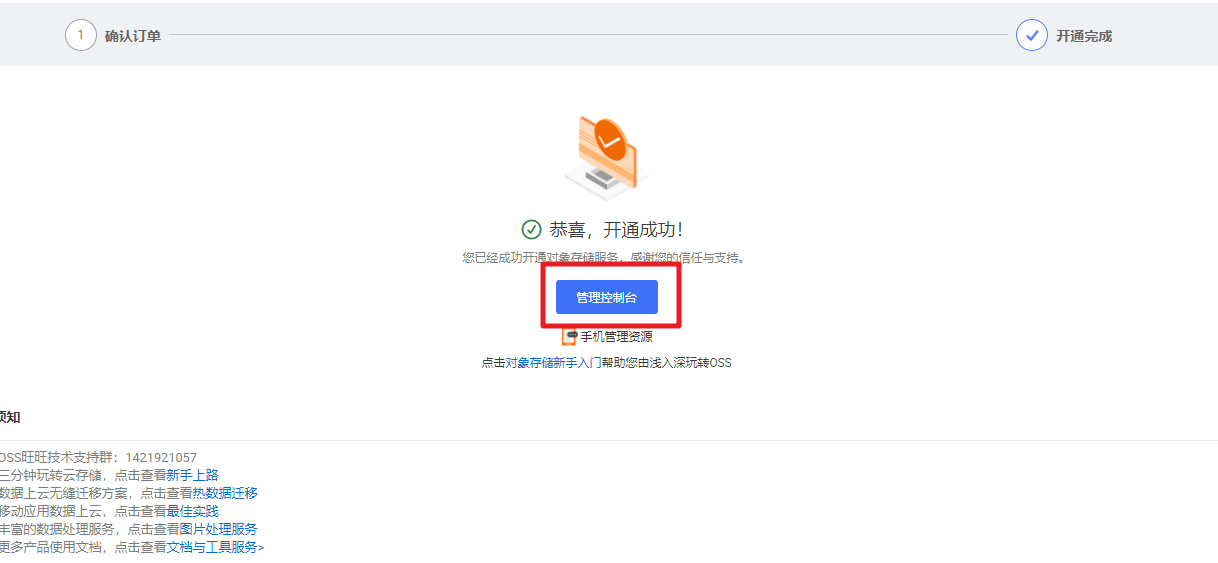 1 确认订单 开通完成
恭喜，开通成功！
您已经成功开通对象存储服务，感谢您的信任与支持。
管理控制台
手机管理资源
点击对象存储新手入门帮助您由浅入深玩转OSS
须知
OSS旺旺技术支持群：1421921057
三分钟玩转云存储，点击查看新手上路
数据上云无缝迁移方案，点击查看热数据迁移
移动应用数据上云，点击查看最佳实践
丰富的数据处理服务，点击查看图片处理服务
更多产品使用文档，点击查看文档与工具服务>